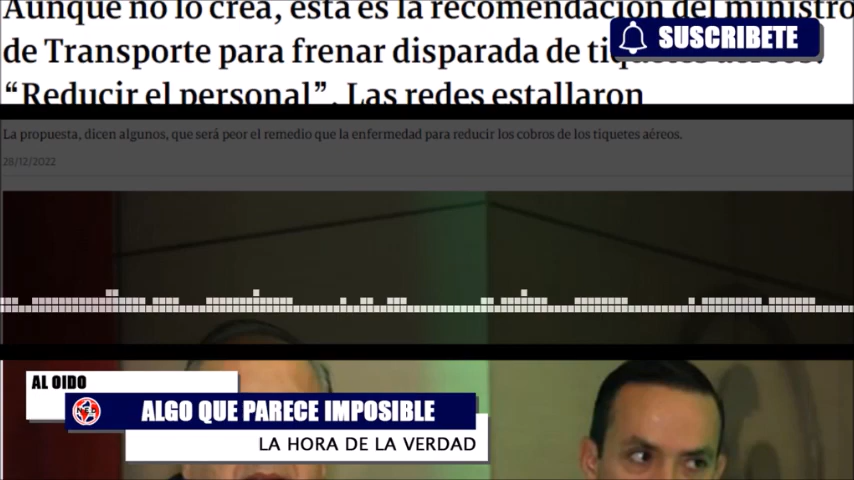 Aunque no lo crea, esta es la recomendación del ministro
SUSCRIBETE
de Transporte para frenar disparada de
“Reducir el personal”. Las redes estallaron
La propuesta, dicen algunos, que será peor el remedio que la enfermedad para reducir los cobros de los tiquetes aéreos.
28/12/2022
AL OIDO
ALGO QUE PARECE IMPOSIBLE
LA HORA DE LA VERDAD